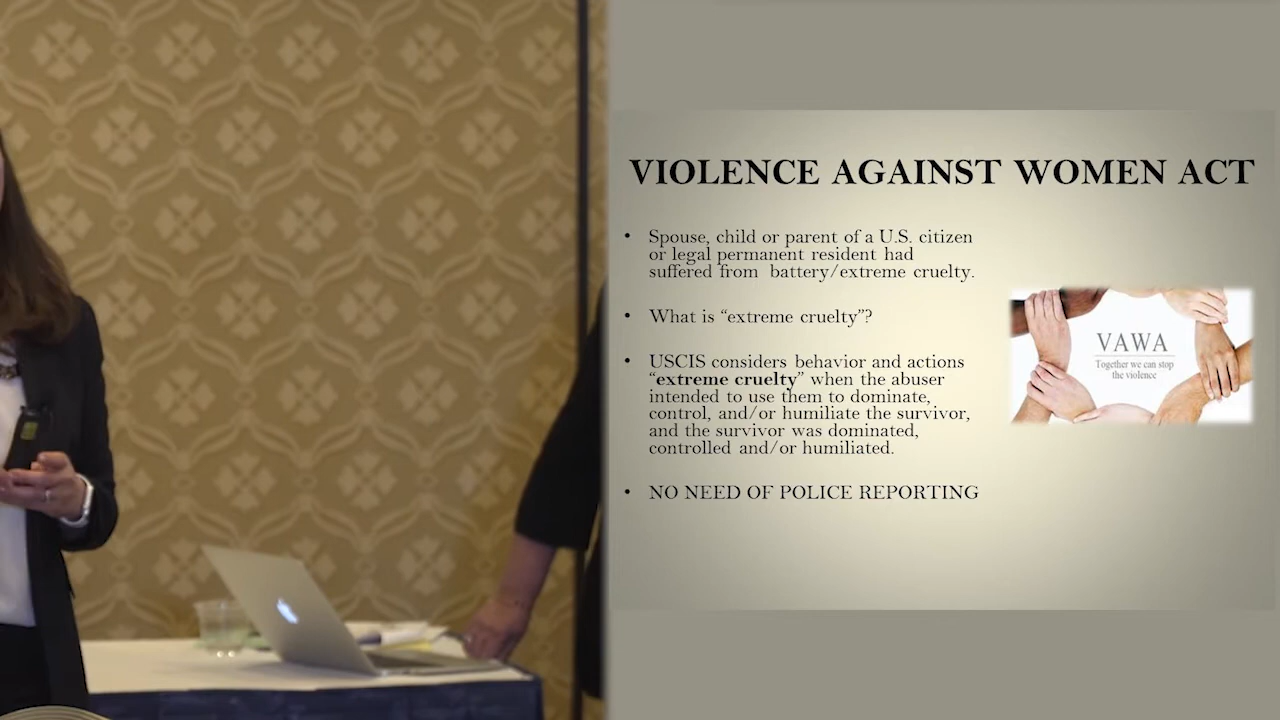 VIOLENCE AGAINST WOMEN ACT
• Spouse, child or parent of a U.S. citizen
or legal permanent resident had
suffered from battery/extreme cruelty.
• What is “extreme cruelty”?
• USCIS considers behavior and actions
“extreme cruelty” when the abuser
intended to use them to dominate,
control, and/or humiliate the survivor,
and the survivor was dominated,
controlled and/or humiliated.
• NO NEED OF POLICE REPORTING
VAWA
Together we can stop
the violence